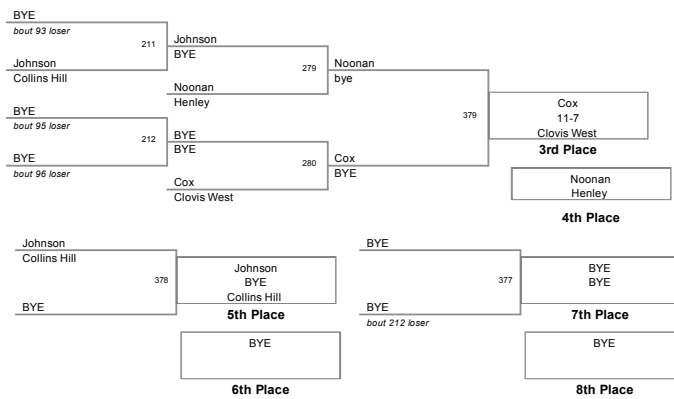 BYE
bout 93 loser
211
Johnson
Collins Hill
Johnson
BYE
279
Noonan
Henley
Noonan
bye
BYE
bout 95 loser
212
BYE
bout 96 loser
BYE
BYE
280
Cox
Clovis West
Cox
BYE
379
Cox
11-7
Clovis West
3rd Place
Noonan
Henley
4th Place
Johnson
Collins Hill
378
BYE
Johnson
BYE
Collins Hill
5th Place
BYE
6th Place
BYE
377
BYE
bout 212 loser
BYE
BYE
7th Place
BYE
8th Place